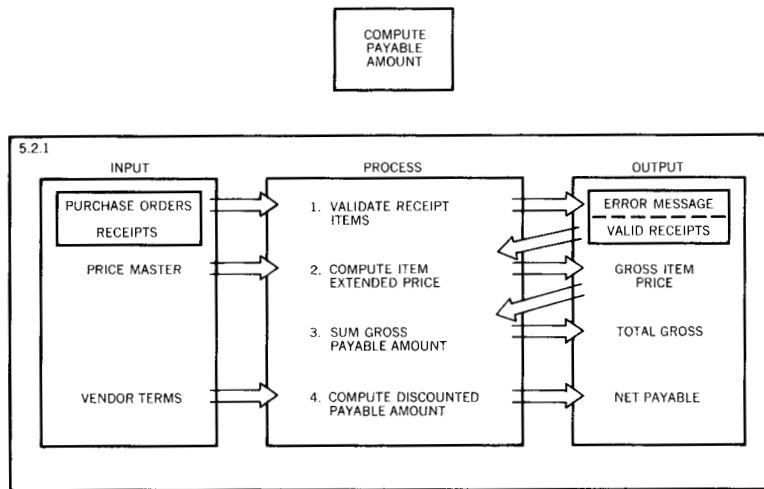 COMPUTE
PAYABLE
AMOUNT
5.2.1
INPUT
PROCESS
OUTPUT
PURCHASE ORDERS
RECEIPTS
1. VALIDATE RECEIPT
ITEMS
ERROR MESSAGE
VALID RECEIPTS
PRICE MASTER
2. COMPUTE ITEM
EXTENDED PRICE
GROSS ITEM
PRICE
3. SUM GROSS
PAYABLE AMOUNT
TOTAL GROSS
VENDOR TERMS
4. COMPUTE DISCOUNTED
PAYABLE AMOUNT
NET PAYABLE